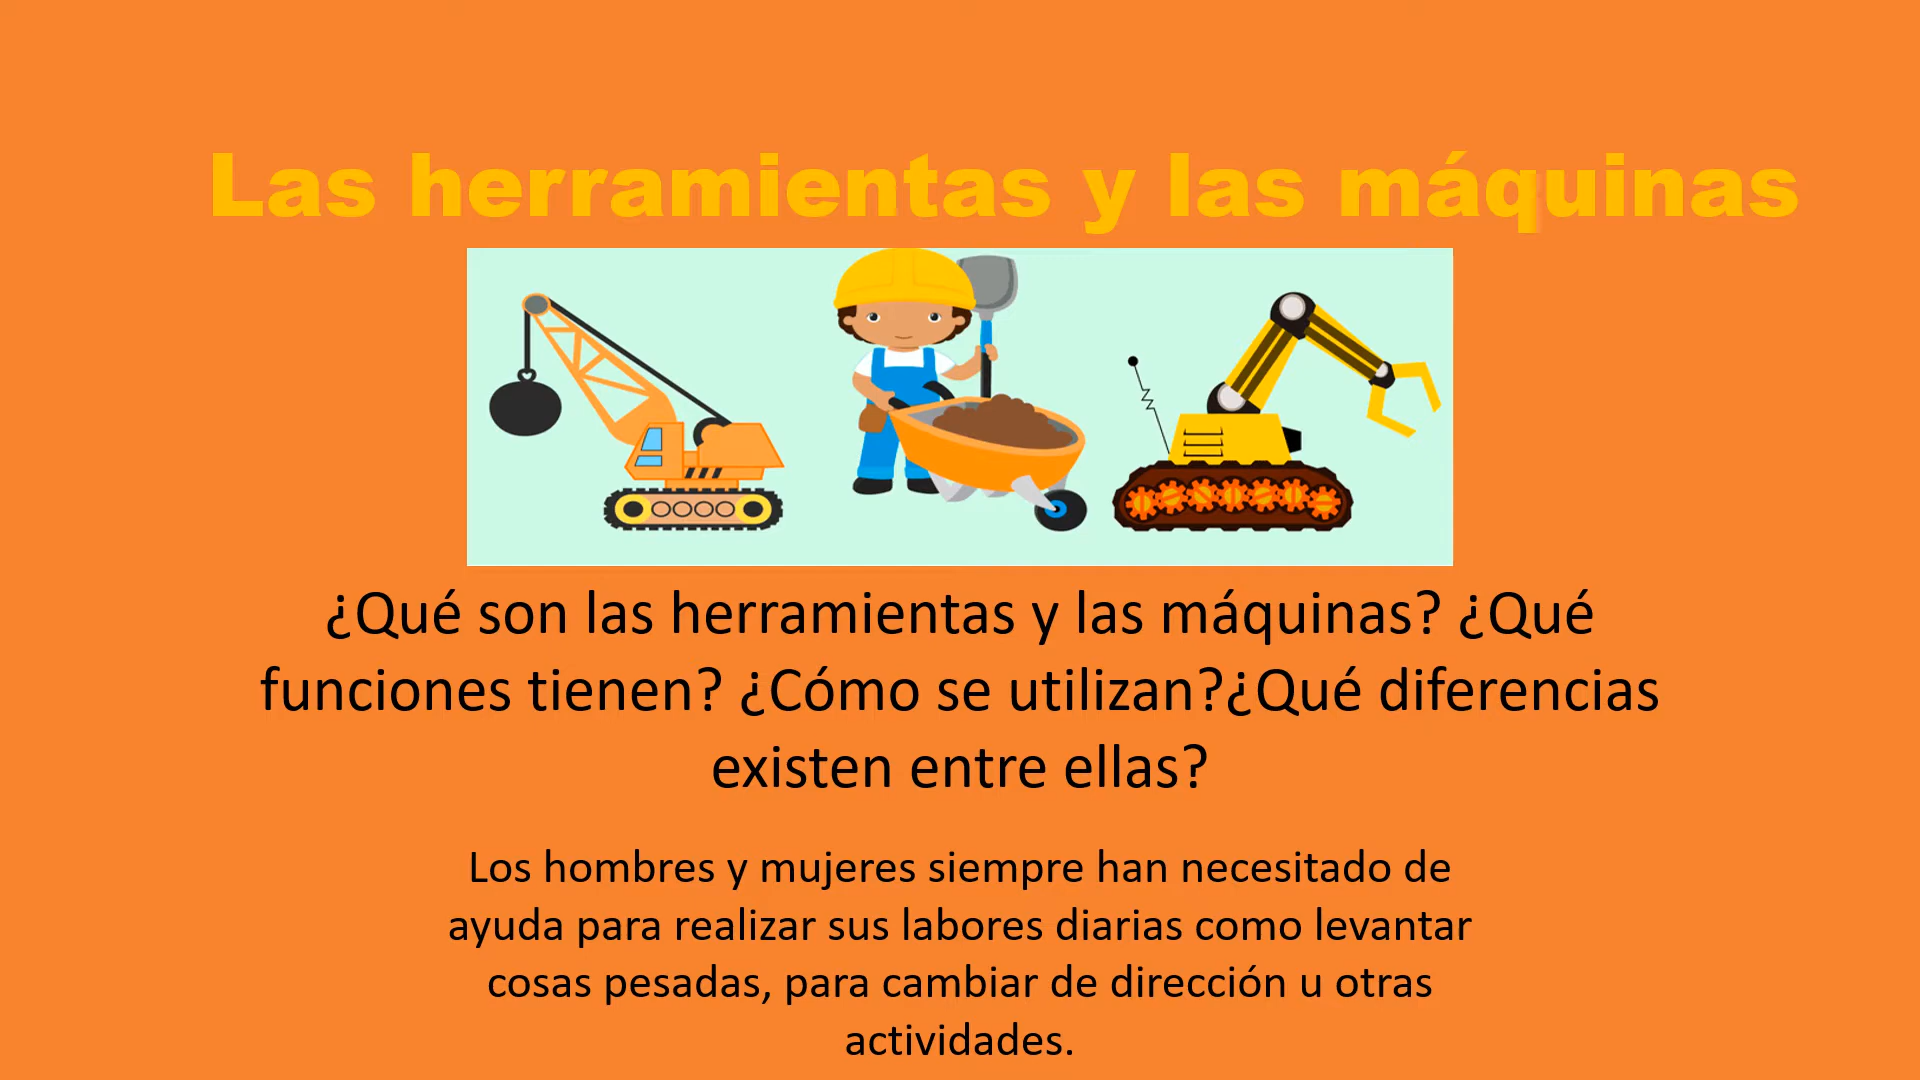 Las herramientas y las máquinas
¿Qué son las herramientas y las máquinas? ¿Qué
funciones tienen? ¿Cómo se utilizan?¿Qué diferencias
existen entre ellas?
Los hombres y mujeres siempre han necesitado de
ayuda para realizar sus labores diarias como levantar
cosas pesadas, para cambiar de dirección u otras
actividades.